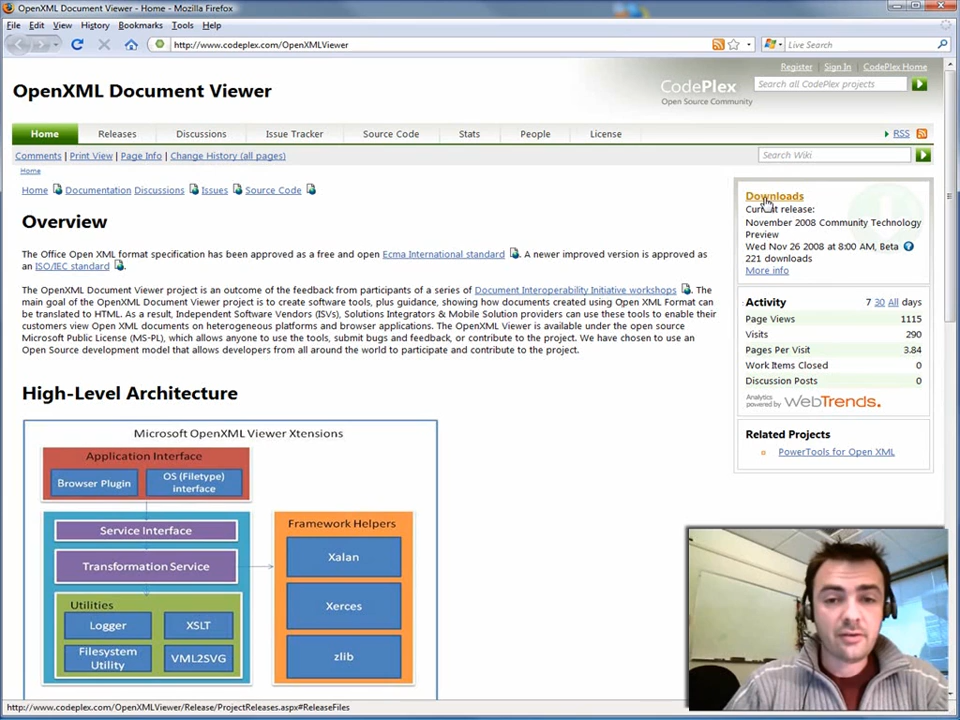 OpenXML Document Viewer - Home - Mozilla Firefox
File Edit View History Bookmarks Tools Help
http://www.codeplex.com/OpenXMLViewer
Live Search
Register Sign In CodePlex Home
OpenXML Document Viewer
CodePlex
Open Source Community
Search all CodePlex projects
Home Releases Discussions Issue Tracker Source Code Stats People License
RSS
Comments | Print View | Page Info | Change History (all pages)
Search Wiki
Home
Home Documentation Discussions Issues Source Code
Overview
The Office Open XML format specification has been approved as a free and open Ecma International standard . A newer improved version is approved as
an ISO/IEC standard .
The OpenXML Document Viewer project is an outcome of the feedback from participants of a series of Document Interoperability Initiative workshops . The
main goal of the OpenXML Document Viewer project is to create software tools, plus guidance, showing how documents created using Open XML Format can
be translated to HTML. As a result, Independent Software Vendors (ISVs), Solutions Integrators & Mobile Solution providers can use these tools to enable their
customers view Open XML documents on heterogeneous platforms and browser applications. The OpenXML Viewer is available under the open source
Microsoft Public License (MS-PL), which allows anyone to use the tools, submit bugs and feedback, or contribute to the project. We have chosen to use an
Open Source development model that allows developers from all around the world to participate and contribute to the project.
High-Level Architecture
Microsoft OpenXML Viewer Xtensions
Application Interface
Browser Plugin
OS (Filetype)
interface
Service Interface
Transformation Service
Utilities
Logger
XSLT
Filesystem
Utility
VML2SVG
Framework Helpers
Xalan
Xerces
zlib
Downloads
Current release:
November 2008 Community Technology
Preview
Wed Nov 26 2008 at 8:00 AM, Beta
221 downloads
More info
Activity 7 30 All days
Page Views 1115
Visits 290
Pages Per Visit 3.84
Work Items Closed 0
Discussion Posts 0
Analytics
powered by WebTrends.
Related Projects
PowerTools for Open XML
http://www.codeplex.com/OpenXMLViewer/Release/ProjectReleases.aspx#ReleaseFiles